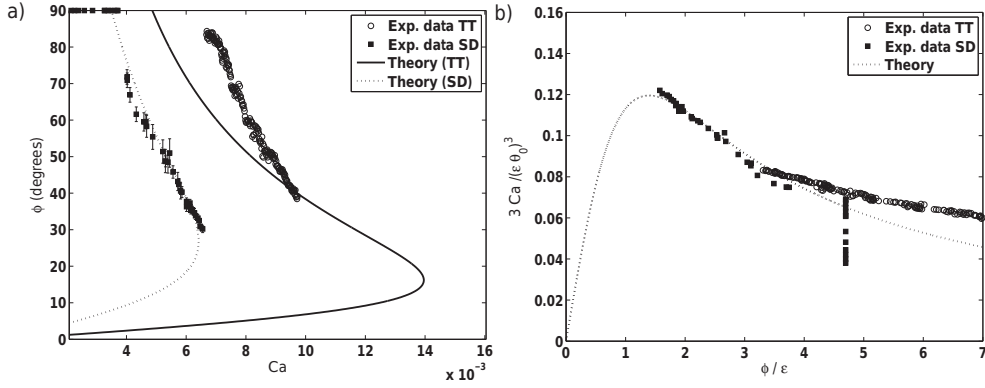 a)
φ (degrees)
90
80
70
60
50
40
30
20
10
0
4
6
8
10
12
14
16
Ca
x 10⁻³
Exp. data TT
Exp. data SD
Theory (TT)
Theory (SD)
b)
3 Ca /(ε θ₀)³
0.16
0.14
0.12
0.10
0.08
0.06
0.04
0.02
0
0
1
2
3
4
5
6
7
φ / ε
Exp. data TT
Exp. data SD
Theory